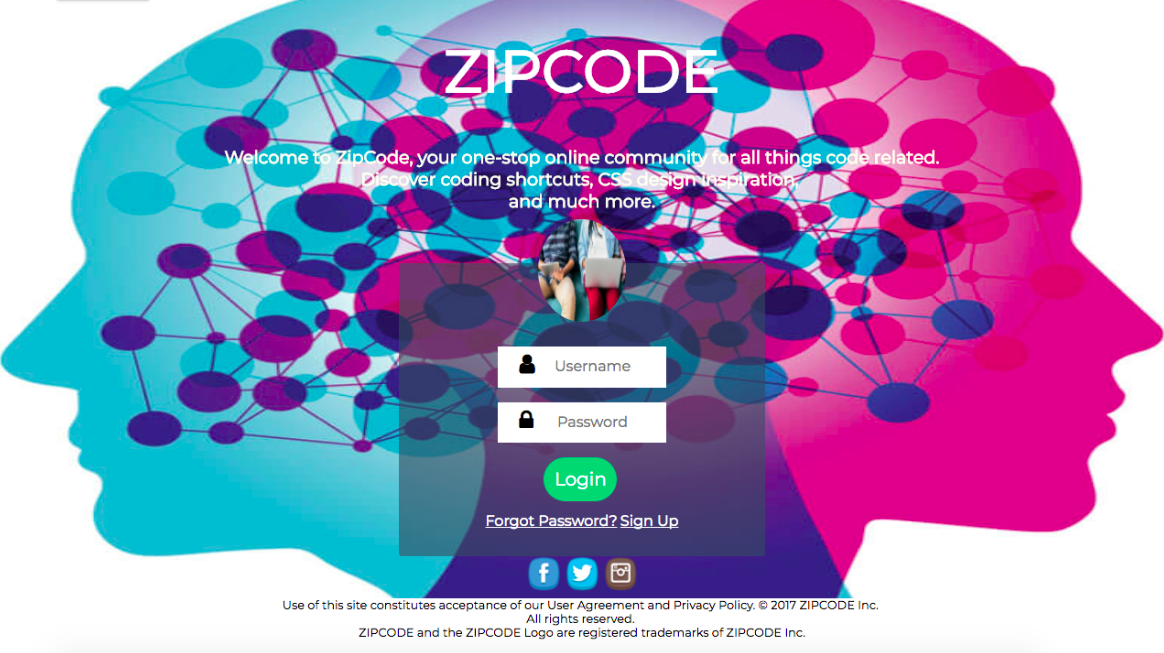 ZIPCODE
Welcome to ZipCode, your one-stop online community for all things code related.
Discover coding shortcuts, CSS design inspiration,
and much more.
Username
Password
Login
Forgot Password? Sign Up
Use of this site constitutes acceptance of our User Agreement and Privacy Policy. © 2017 ZIPCODE Inc.
All rights reserved.
ZIPCODE and the ZIPCODE Logo are registered trademarks of ZIPCODE Inc.